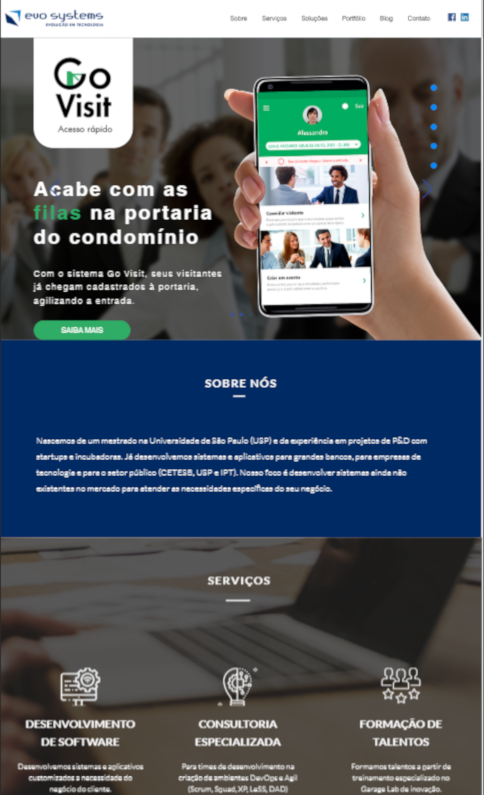 evo systems
EVOLUÇÃO EM TECNOLOGIA
Sobre Serviços Soluções Portfólio Blog Contato
Go
Visit
Acesso rápido
Acabe com as
filas na portaria
do condomínio
Com o sistema Go Visit, seus visitantes
já chegam cadastrados à portaria,
agilizando a entrada.
SAIBA MAIS
Sair
Alessandro
Convidar visitante
Criar um evento
SOBRE NÓS
Nascemos de um mestrado na Universidade de São Paulo (USP) e da experiência em projetos de P&D com
startups e incubadoras. Já desenvolvemos sistemas e aplicativos para grandes bancos, para empresas de
tecnologia e para o setor público (CETESB, USP e IPT). Nosso foco é desenvolver sistemas ainda não
existentes no mercado para atender as necessidades específicas do seu negócio.
SERVIÇOS
DESENVOLVIMENTO
DE SOFTWARE
Desenvolvemos sistemas e aplicativos
customizados a necessidade do
negócio do cliente.
CONSULTORIA
ESPECIALIZADA
Para times de desenvolvimento na
criação de ambientes DevOps e Agil
(Scrum, Squad, XP, LeSS, DAD)
FORMAÇÃO DE
TALENTOS
Formamos talentos a partir de
treinamento especializado no
Garage Lab de inovação.